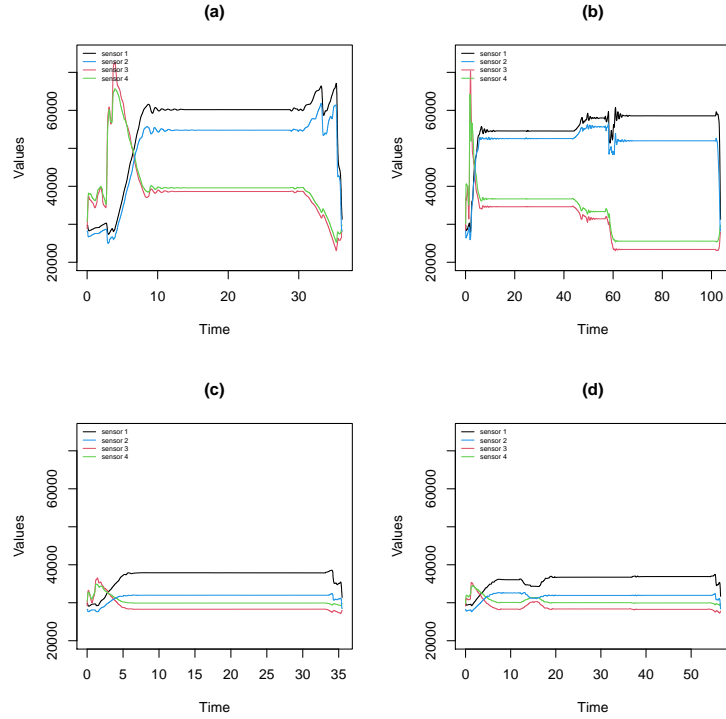 (a)
sensor 1
sensor 2
sensor 3
sensor 4
Values
20000
40000
60000
0
10
20
30
Time
(b)
sensor 1
sensor 2
sensor 3
sensor 4
Values
20000
40000
60000
0
20
40
60
80
100
Time
(c)
sensor 1
sensor 2
sensor 3
sensor 4
Values
20000
40000
60000
0
5
10
15
20
25
30
35
Time
(d)
sensor 1
sensor 2
sensor 3
sensor 4
Values
20000
40000
60000
0
10
20
30
40
50
Time